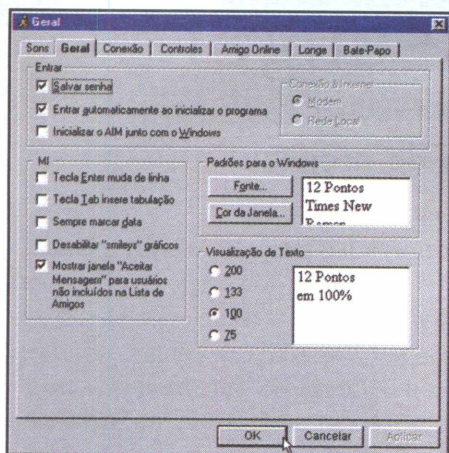 Geral
Sons Geral Conexão Controles Amigo Online Longe Bate-Papo
Entrar
Salvar senha
Entrar automaticamente ao inicializar o programa
Inicializar o AIM junto com o Windows
Conexão à Internet
Modem
Rede Local
MI
Tecla Enter muda de linha
Tecla Tab insere tabulação
Sempre marcar data
Desabilitar "smileys" gráficos
Mostrar janela "Aceitar
Mensagem" para usuários
não incluídos na Lista de
Amigos
Padrões para o Windows
Fonte...
Cor da Janela...
12 Pontos
Times New
Roman
Visualização de Texto
200
133
100
75
12 Pontos
em 100%
OK Cancelar Aplicar